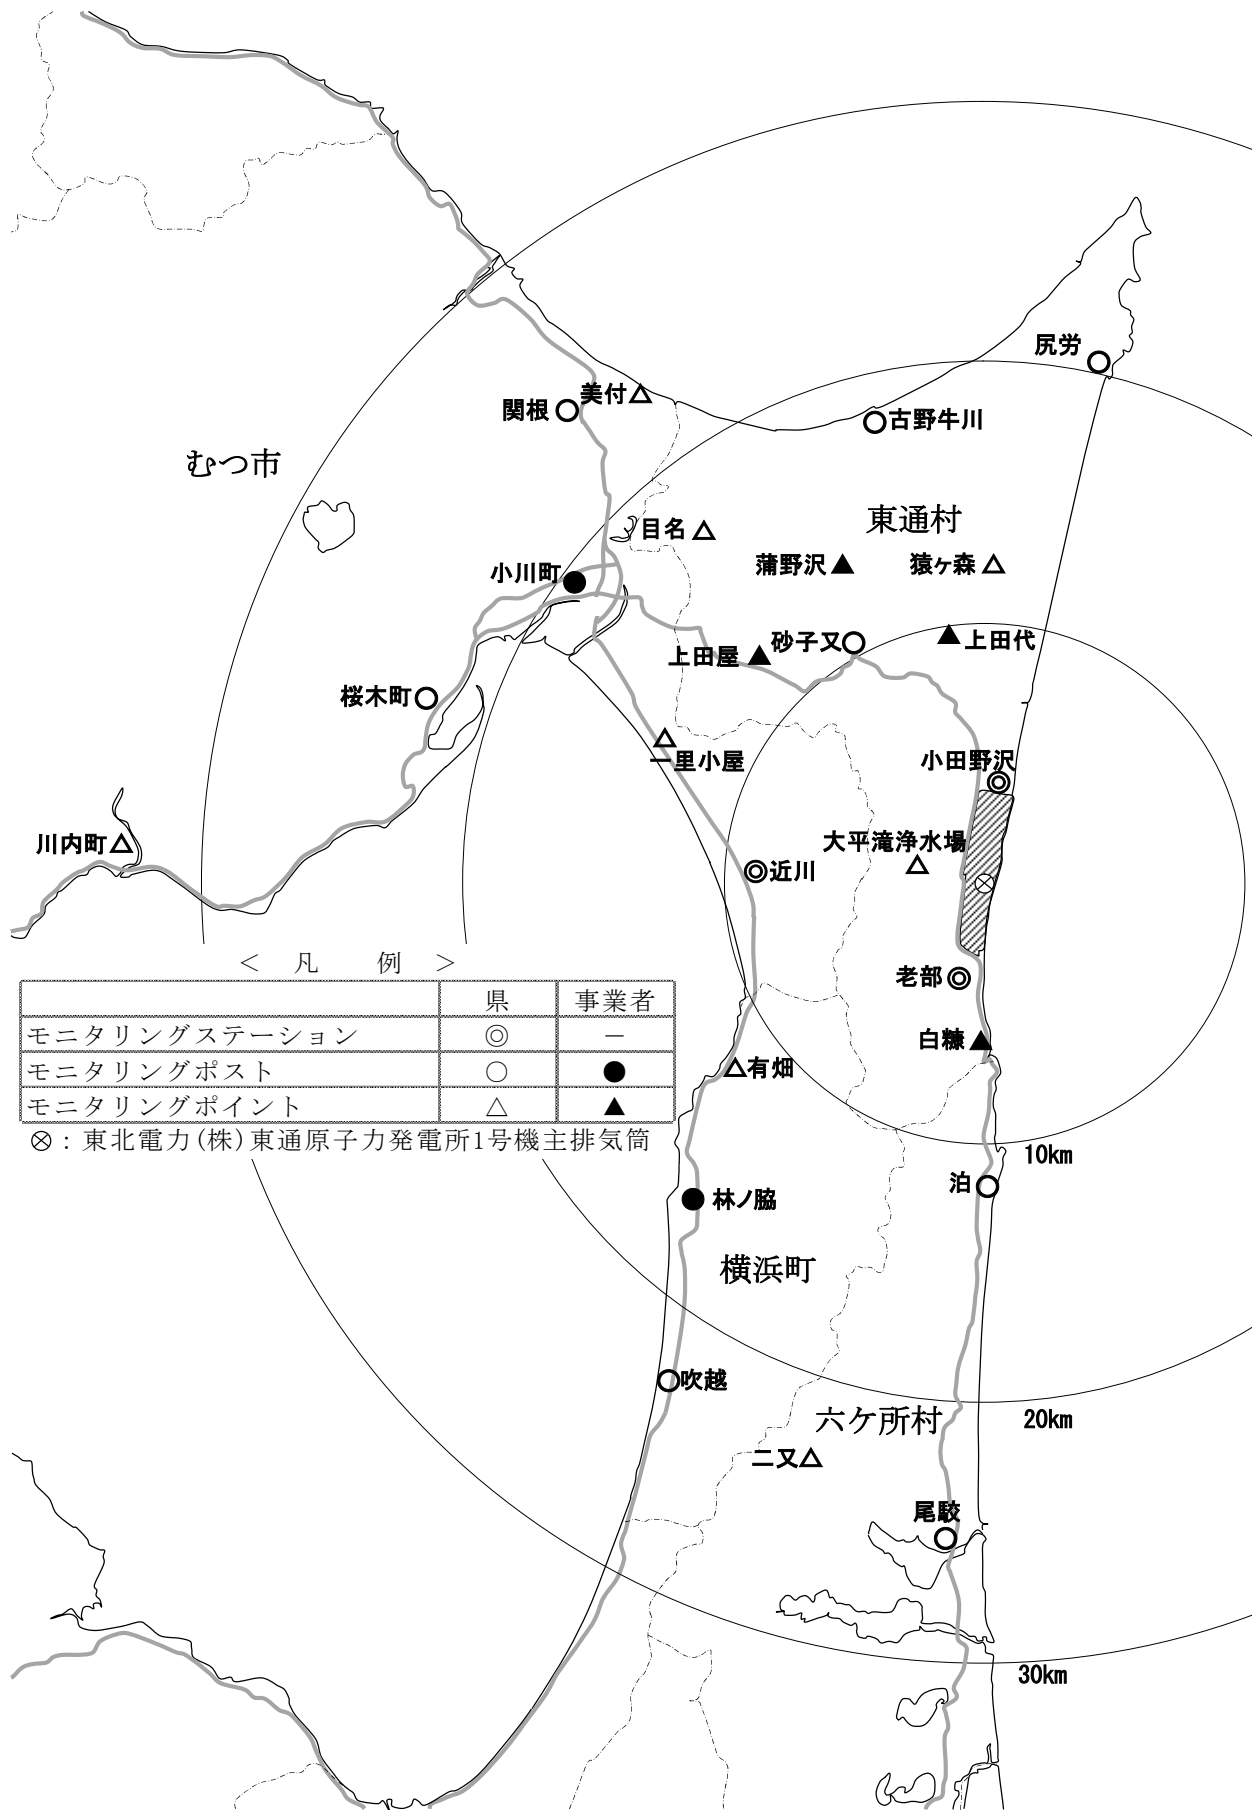 尻労
美付△
関根
古野牛川
むつ市
東通村
目名
蒲野沢
猿ヶ森
小川町
砂子又
上田代
上田屋
桜木町
一里小屋
小田野沢
川内町
大平滝浄水場
近川
＜ 凡 例 ＞
県 事業者
モニタリングステーション ◎ －
モニタリングポスト ○ ●
モニタリングポイント △ ▲
⊗：東北電力(株)東通原子力発電所1号機主排気筒
老部
白糠
有畑
10km
泊
林ノ脇
横浜町
吹越
六ケ所村
20km
二又
尾駮
30km